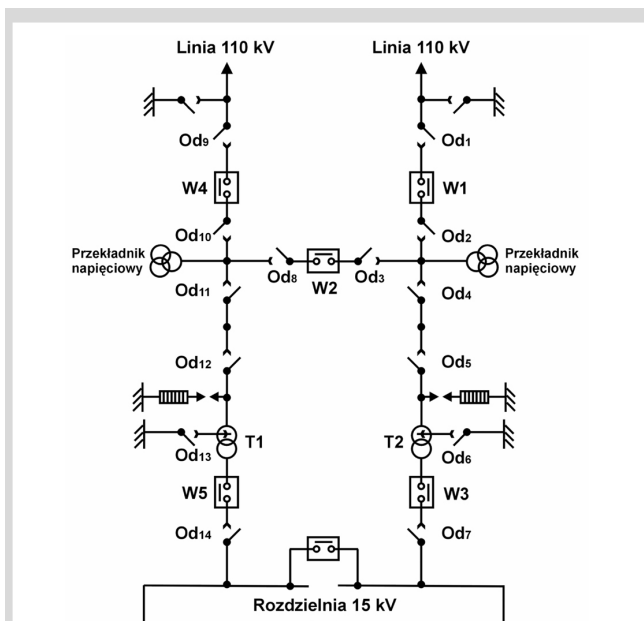 Linia 110 kV
Linia 110 kV
Od9
Od1
W4
W1
Od10
Od2
Przekładnik
napięciowy
Przekładnik
napięciowy
Od8
W2
Od3
Od11
Od4
Od12
Od5
T1
T2
Od13
Od6
W5
W3
Od14
Od7
Rozdzielnia 15 kV